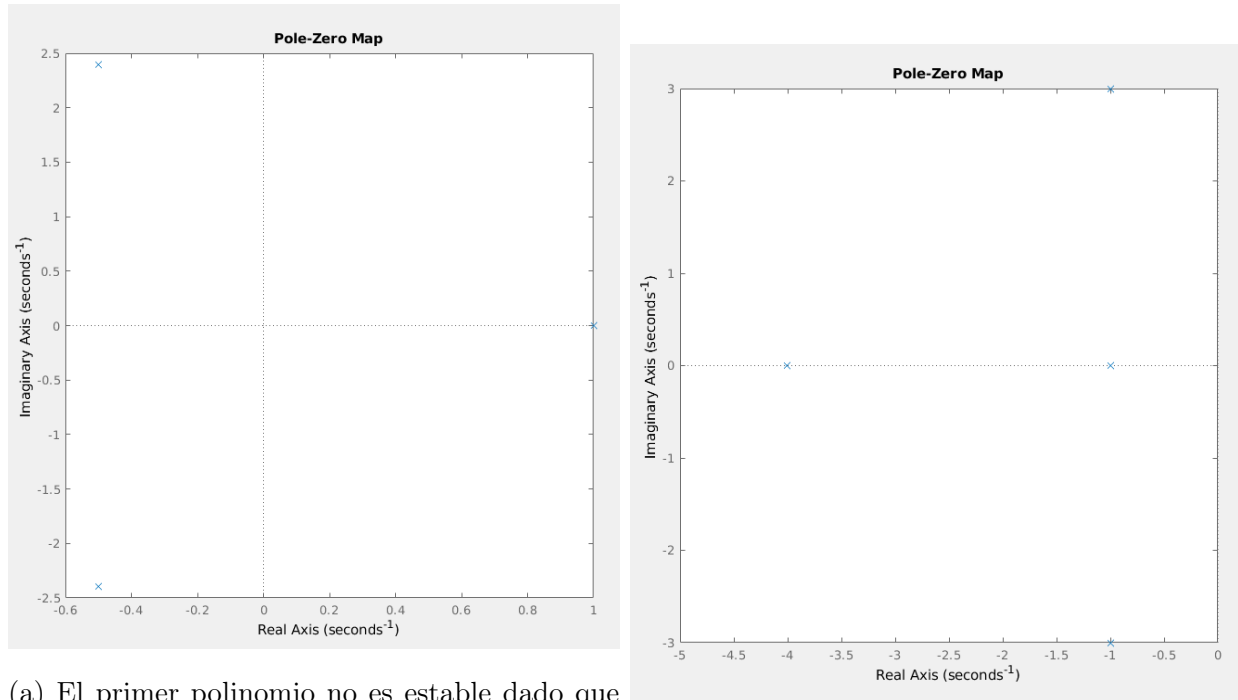 Pole-Zero Map
2.5
2
1.5
1
0.5
0
-0.5
-1
-1.5
-2
-2.5
Imaginary Axis (seconds-1)
-0.6 -0.4 -0.2 0 0.2 0.4 0.6 0.8 1
Real Axis (seconds-1)
(a) El primer polinomio no es estable dado que
Pole-Zero Map
3
2
1
0
-1
-2
-3
Imaginary Axis (seconds-1)
-5 -4.5 -4 -3.5 -3 -2.5 -2 -1.5 -1 -0.5 0
Real Axis (seconds-1)